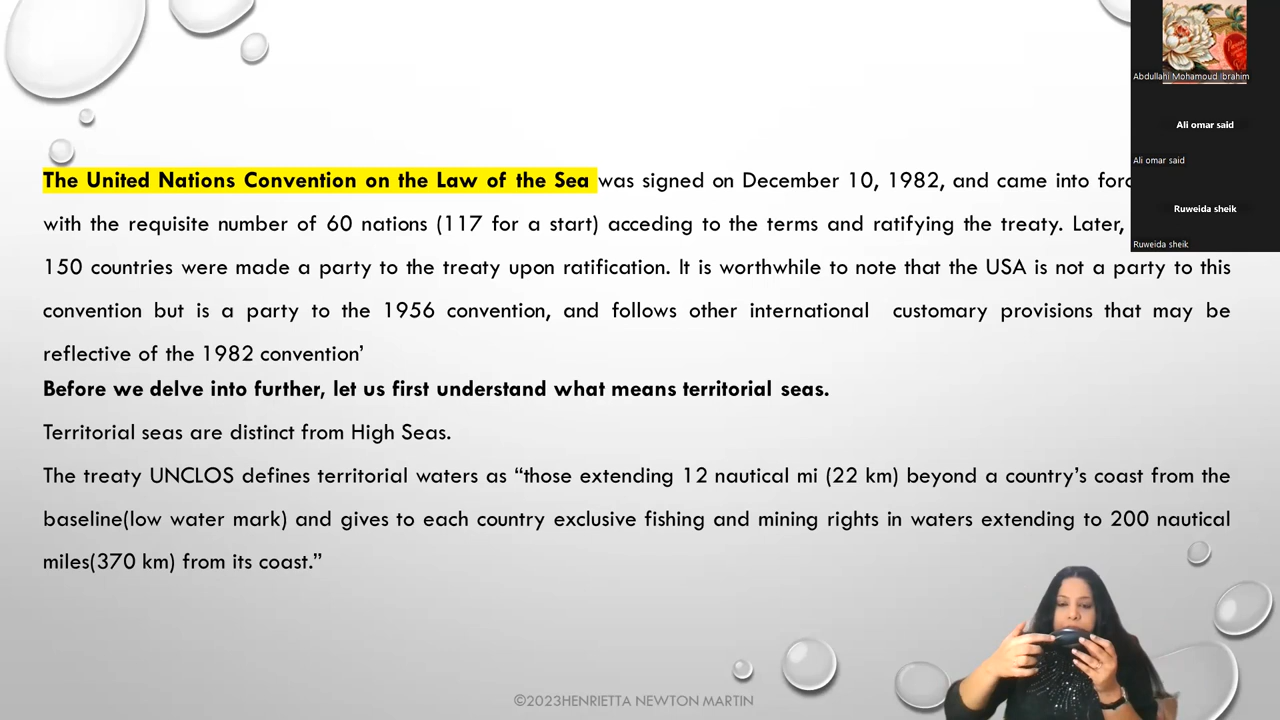 The United Nations Convention on the Law of the Sea was signed on December 10, 1982, and came into
with the requisite number of 60 nations (117 for a start) acceding to the terms and ratifying the treaty. Later,
150 countries were made a party to the treaty upon ratification. It is worthwhile to note that the USA is not a party to this
convention but is a party to the 1956 convention, and follows other international customary provisions that may be
reflective of the 1982 convention’
Before we delve into further, let us first understand what means territorial seas.
Territorial seas are distinct from High Seas.
The treaty UNCLOS defines territorial waters as “those extending 12 nautical mi (22 km) beyond a country’s coast from the
baseline(low water mark) and gives to each country exclusive fishing and mining rights in waters extending to 200 nautical
miles(370 km) from its coast.”
©2023HENRIETTA NEWTON MARTIN
Abdullahi Mohamoud Ibrahim
Ali omar said
Ali omar said
Ruweida sheik
Ruweida sheik